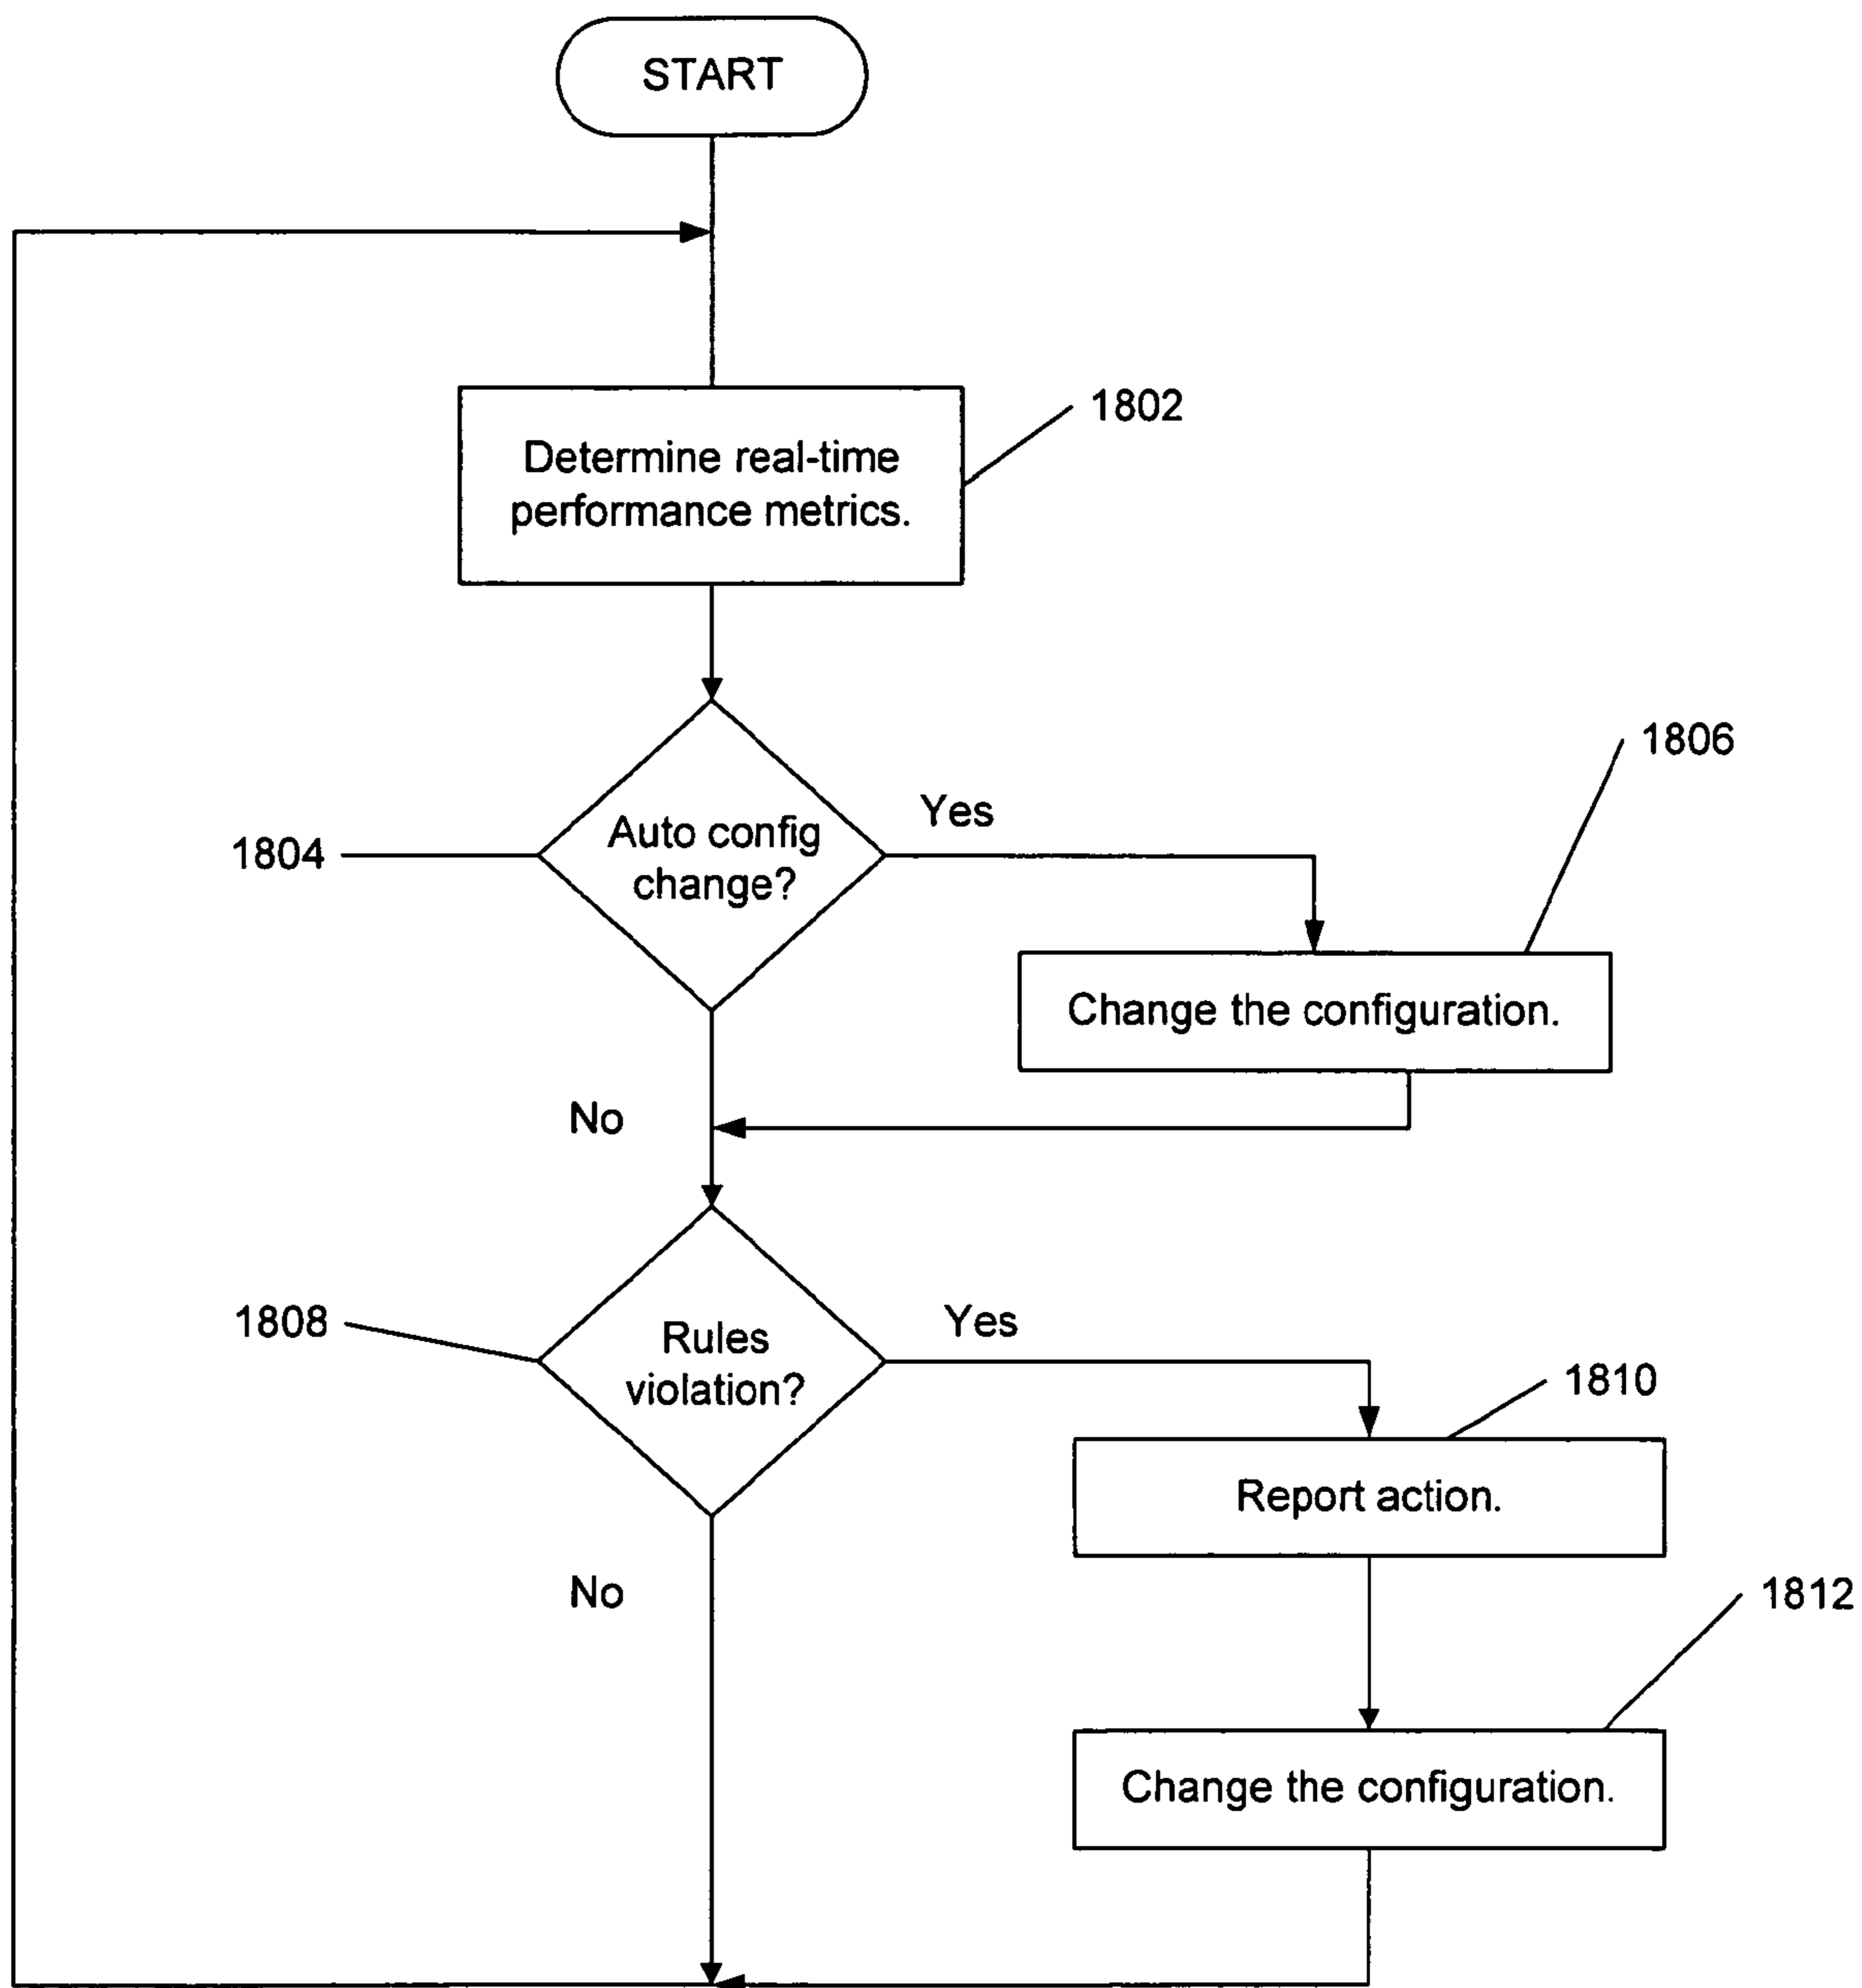 START
1802
Determine real-time
performance metrics.
1806
Yes
1804
Auto config
change?
Change the configuration.
No
1808
Yes
Rules
violation?
1810
Report action.
No
1812
Change the configuration.